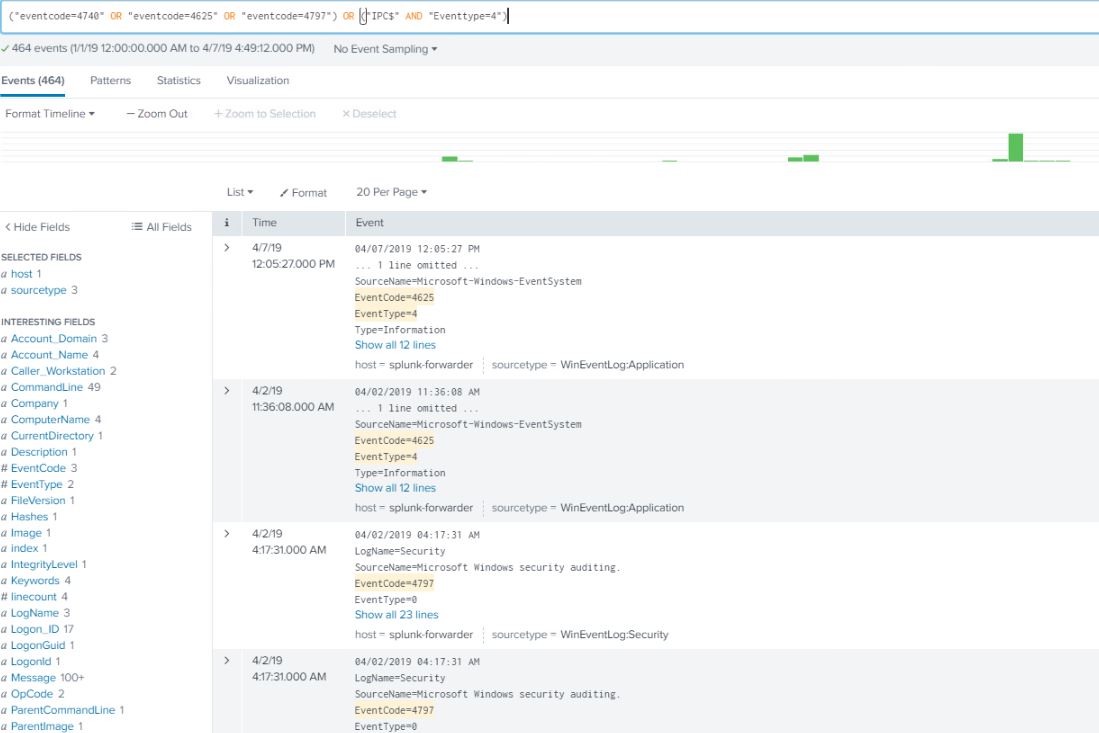 ("eventcode=4740" OR "eventcode=4625" OR "eventcode=4797") OR ("IPC$" AND "Eventtype=4")
✓ 464 events (1/1/19 12:00:00.000 AM to 4/7/19 4:49:12.000 PM) No Event Sampling ▾
Events (464) Patterns Statistics Visualization
Format Timeline ▾ — Zoom Out + Zoom to Selection × Deselect
List ▾ Format 20 Per Page ▾
< Hide Fields All Fields
i Time Event
SELECTED FIELDS
a host 1
a sourcetype 3
INTERESTING FIELDS
a Account_Domain 3
a Account_Name 4
a Caller_Workstation 2
a CommandLine 49
a Company 1
a ComputerName 4
a CurrentDirectory 1
a Description 1
# EventCode 3
# EventType 2
a FileVersion 1
a Hashes 1
a Image 1
a index 1
a IntegrityLevel 1
a Keywords 4
# linecount 4
a LogName 3
a Logon_ID 17
a LogonGuid 1
a LogonId 1
a Message 100+
a OpCode 2
a ParentCommandLine 1
a ParentImage 1
> 4/7/19
12:05:27.000 PM
04/07/2019 12:05:27 PM
... 1 line omitted ...
SourceName=Microsoft-Windows-EventSystem
EventCode=4625
EventType=4
Type=Information
Show all 12 lines
host = splunk-forwarder sourcetype = WinEventLog:Application
> 4/2/19
11:36:08.000 AM
04/02/2019 11:36:08 AM
... 1 line omitted ...
SourceName=Microsoft-Windows-EventSystem
EventCode=4625
EventType=4
Type=Information
Show all 12 lines
host = splunk-forwarder sourcetype = WinEventLog:Application
> 4/2/19
4:17:31.000 AM
04/02/2019 04:17:31 AM
LogName=Security
SourceName=Microsoft Windows security auditing.
EventCode=4797
EventType=0
Show all 23 lines
host = splunk-forwarder sourcetype = WinEventLog:Security
> 4/2/19
4:17:31.000 AM
04/02/2019 04:17:31 AM
LogName=Security
SourceName=Microsoft Windows security auditing.
EventCode=4797
EventType=0